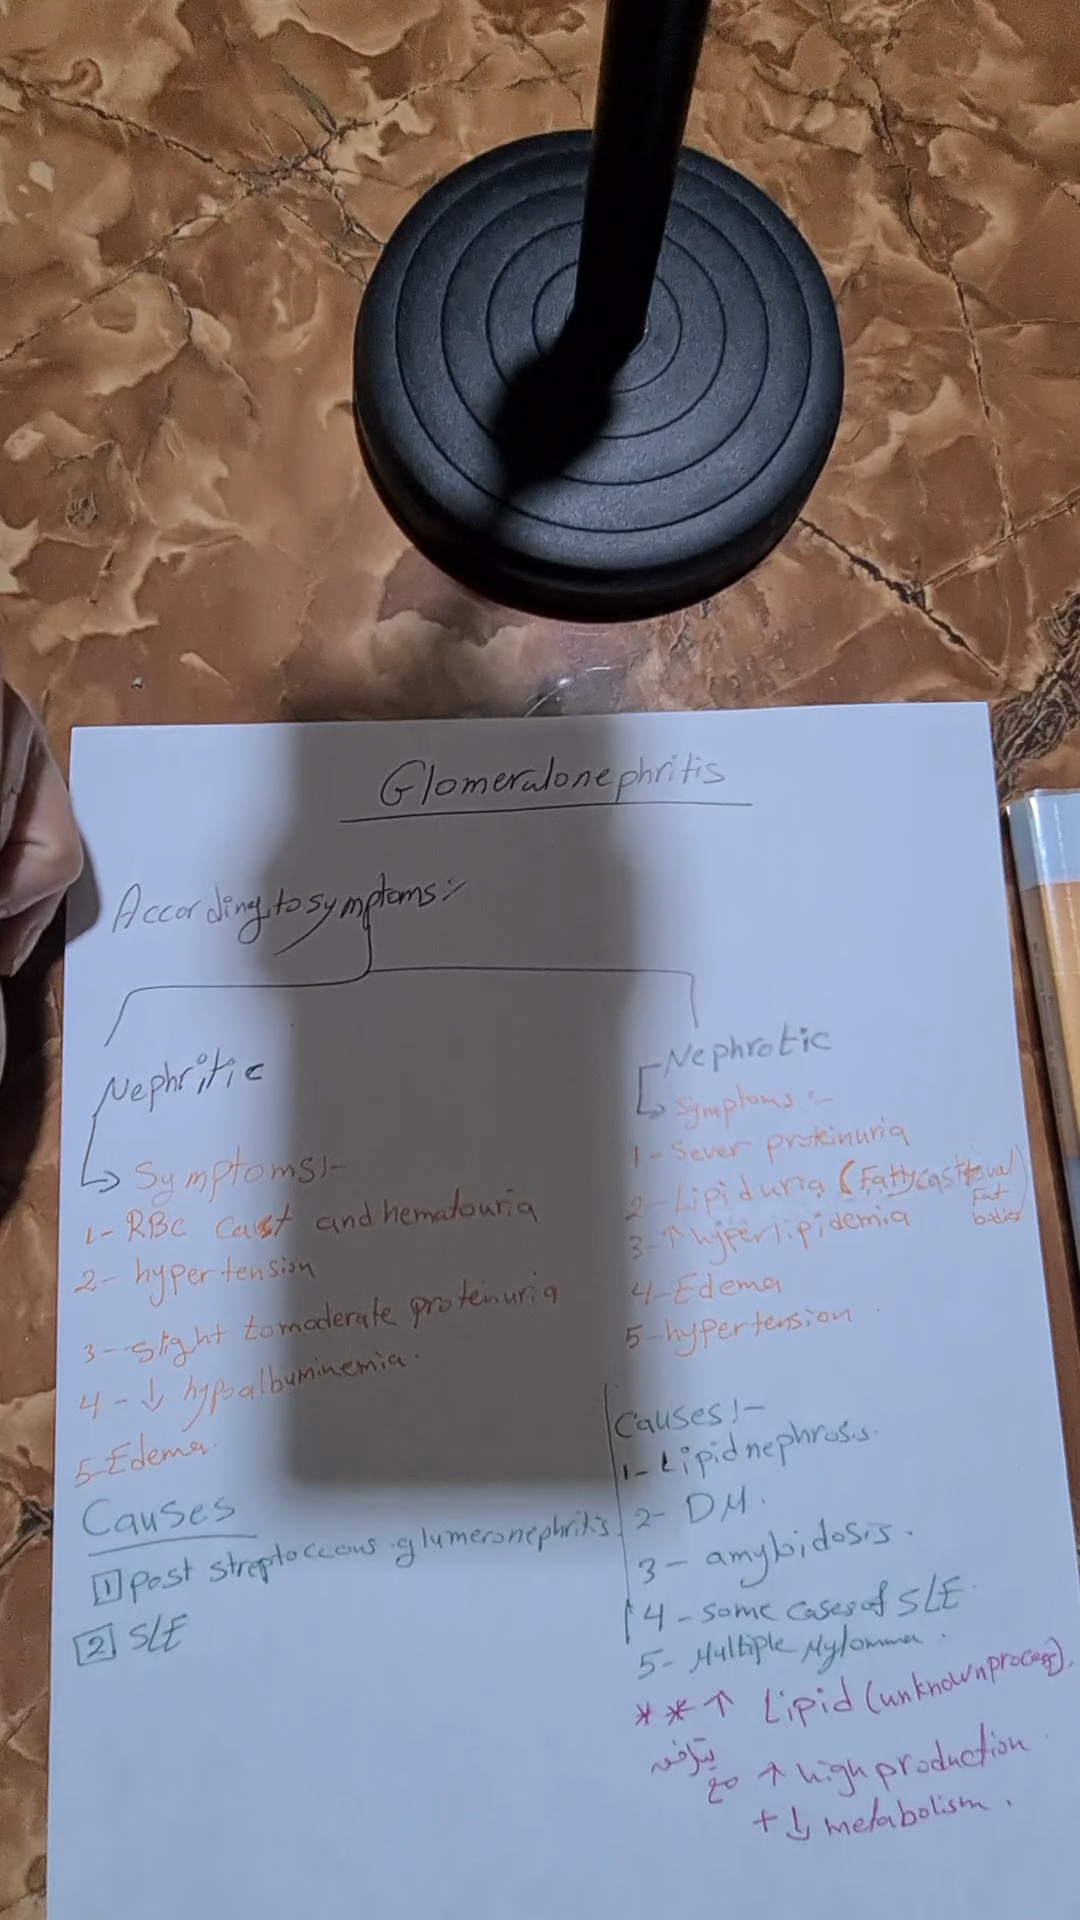 Glomeralonephritis
According to symptoms:-
Nephritic
Symptoms:-
1- RBC Cast and hematouria
2- hypertension
3- slight to moderate proteinuria
4- ↓ hypoalbuminemia.
5- Edema.
Causes
1 post streptoccous glumeronephritis.
2 SLE
Nephrotic
Symptoms:-
1- Sever proteinuria
2- Lipiduria (Fatty cast + oval Fat bodies)
3- ↑ hyperlipidemia
4- Edema
5- hypertension
Causes:-
1- Lipid nephrosis.
2- DM.
3- amyloidosis.
4- some cases of SLE
5- Multiple Mylomma.
** ↑ Lipid (unknown process).
يترافق مع ↑ high production
+ ↓ metabolism.